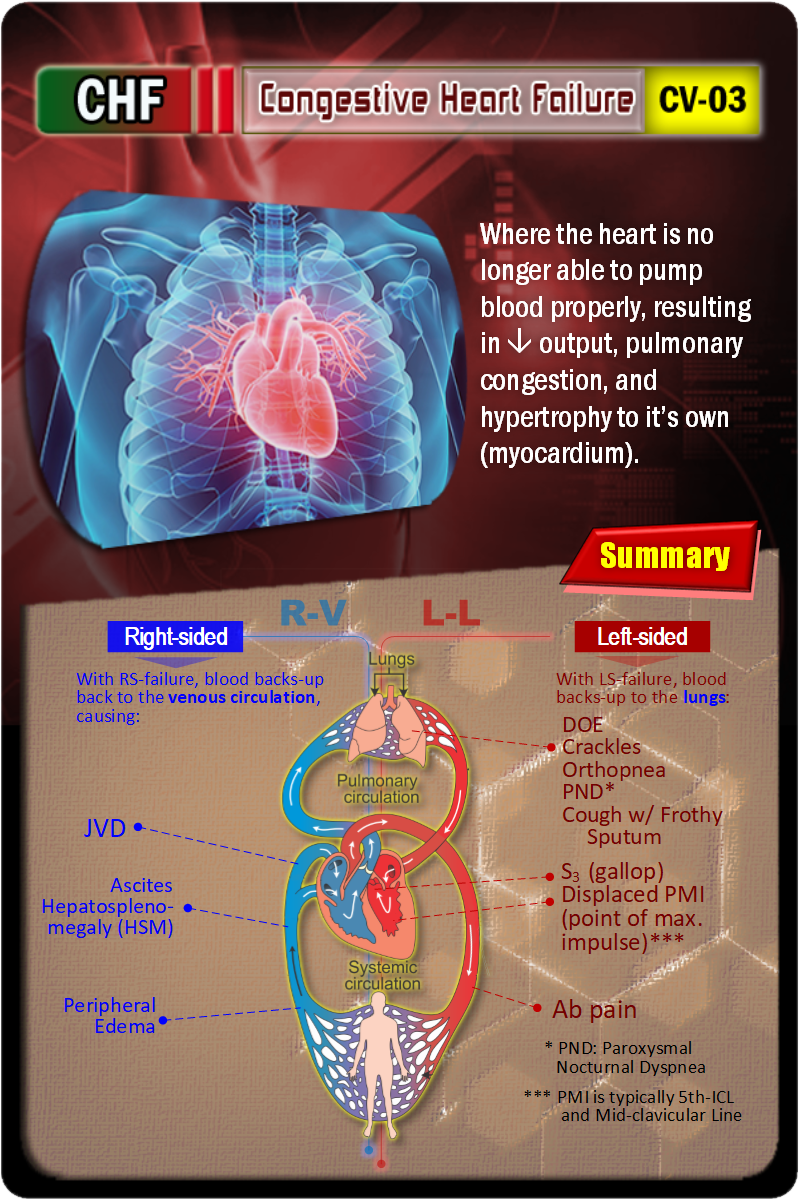 CHF
Congestive Heart Failure
CV-03
Where the heart is no
longer able to pump
blood properly, resulting
in ↓ output, pulmonary
congestion, and
hypertrophy to it's own
(myocardium).
Summary
R-V
L-L
Right-sided
With RS-failure, blood backs-up
back to the venous circulation,
causing:
JVD
Ascites
Hepatospleno-
megaly (HSM)
Peripheral
Edema
Lungs
Pulmonary
circulation
Systemic
circulation
Left-sided
With LS-failure, blood
backs-up to the lungs:
DOE
Crackles
Orthopnea
PND*
Cough w/ Frothy
Sputum
S₃ (gallop)
Displaced PMI
(point of max.
impulse)***
Ab pain
* PND: Paroxysmal
Nocturnal Dyspnea
*** PMI is typically 5th-ICL
and Mid-clavicular Line